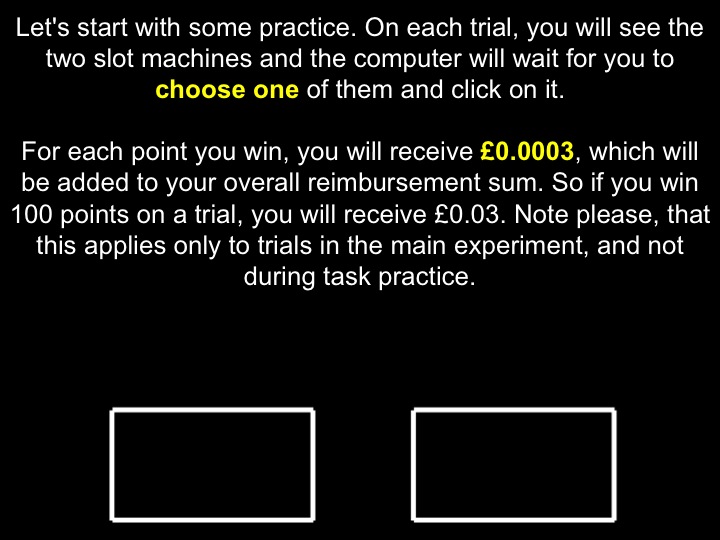 Let's start with some practice. On each trial, you will see the
two slot machines and the computer will wait for you to
choose one of them and click on it.
For each point you win, you will receive £0.0003, which will
be added to your overall reimbursement sum. So if you win
100 points on a trial, you will receive £0.03. Note please, that
this applies only to trials in the main experiment, and not
during task practice.